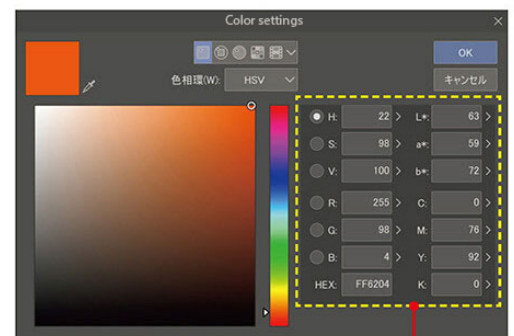 Color settings
OK
色相環(W): HSV
キャンセル
H: 22 L*: 63
S: 98 a*: 59
V: 100 b*: 72
R: 255 C: 0
G: 98 M: 76
B: 4 Y: 92
HEX: FF6204 K: 0